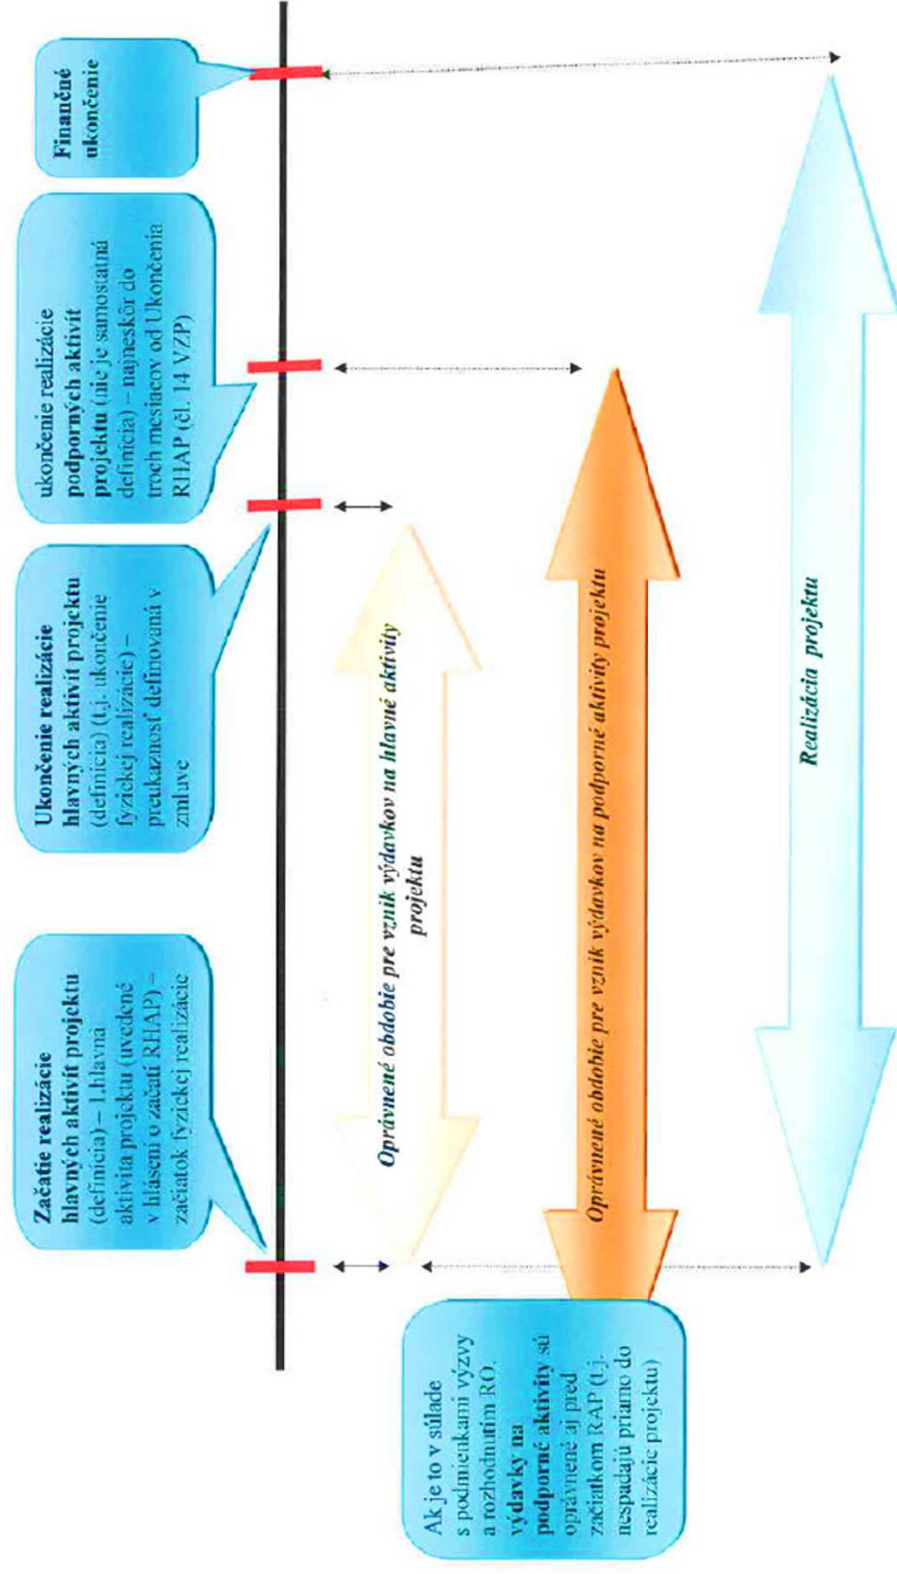 Začatie realizácie
hlavných aktivít projektu
(definícia) – 1.hlavná
aktivita projektu (uvedené
v hlásení o začatí RHAP) –
začiatok fyzickej realizácie
Ukončenie realizácie
hlavných aktivít projektu
(definícia) (t.j. ukončenie
fyzickej realizácie) –
preukaznosť definovaná v
zmluve
ukončenie realizácie
podporných aktivít
projektu (nie je samostatná
definícia) – najneskôr do
troch mesiacov od Ukončenia
RHAP (čl. 14 VZP)
Finančné
ukončenie
Oprávnené obdobie pre vznik výdavkov na hlavné aktivity
projektu
Ak je to v súlade
s podmienkami výzvy
a rozhodnutím RO,
výdavky na
podporné aktivity sú
oprávnené aj pred
začiatkom RAP (t.j.
nespadajú priamo do
realizácie projektu)
Oprávnené obdobie pre vznik výdavkov na podporné aktivity projektu
Realizácia projektu